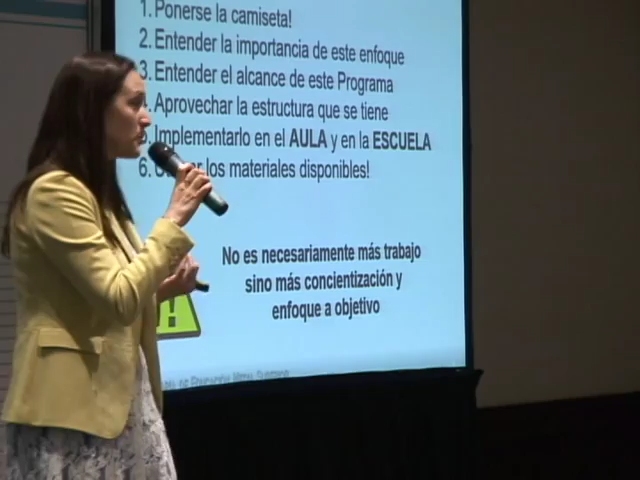 1. Ponerse la camiseta!
2. Entender la importancia de este enfoque
3. Entender el alcance de este Programa
. Aprovechar la estructura que se tiene
Implementarlo en el AULA y en la ESCUELA
6. los materiales disponibles!
No es necesariamente más trabajo
sino más concientización y
enfoque a objetivo
!